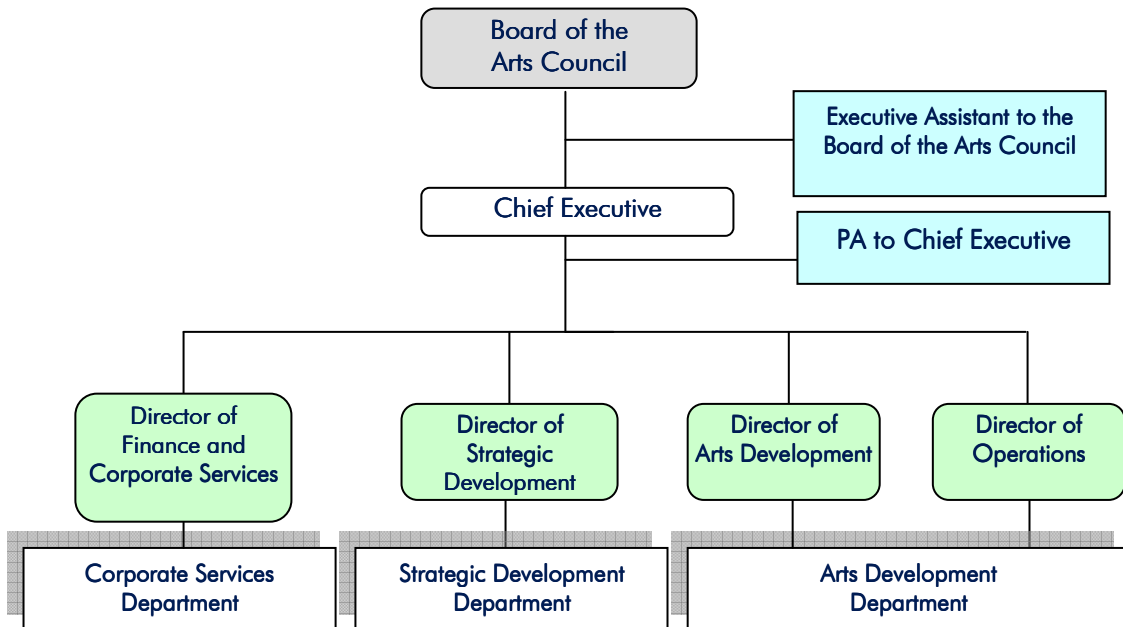 Board of the
Arts Council
Executive Assistant to the
Board of the Arts Council
Chief Executive
PA to Chief Executive
Director of
Finance and
Corporate Services
Director of
Strategic
Development
Director of
Arts Development
Director of
Operations
Corporate Services
Department
Strategic Development
Department
Arts Development
Department